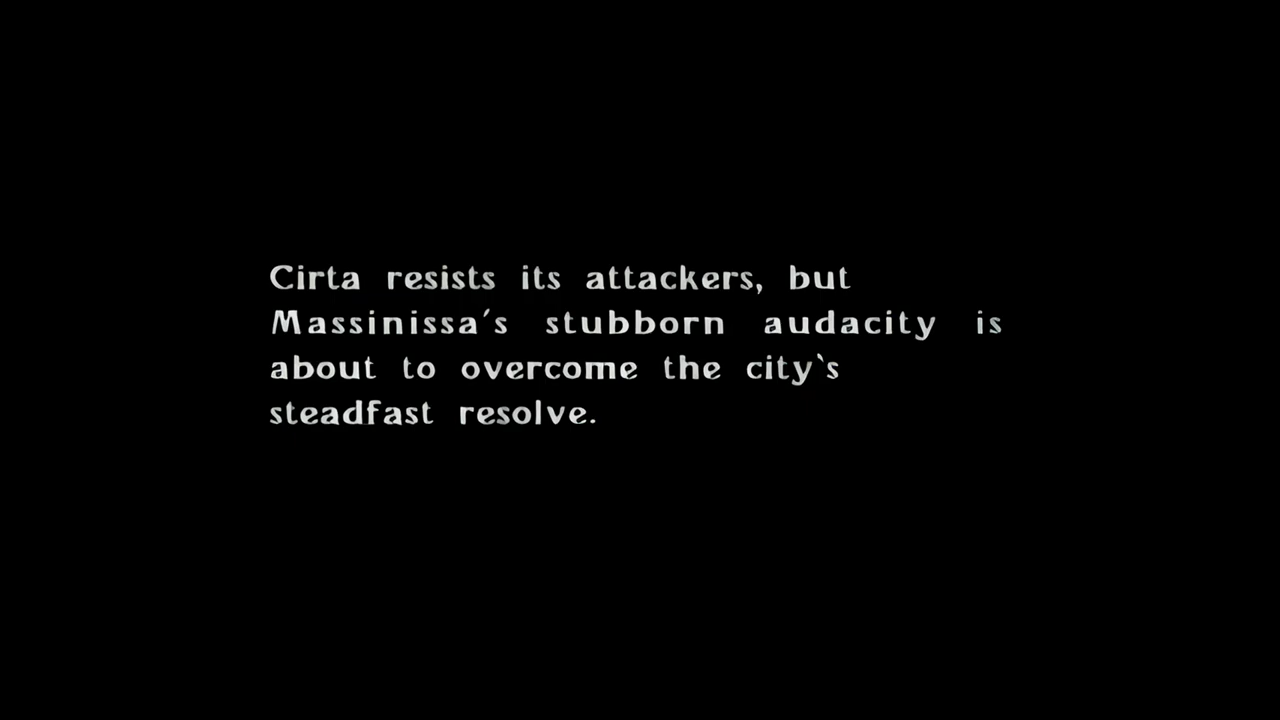 Cirta resists its attackers, but
Massinissa's stubborn audacity is
about to overcome the city`s
steadfast resolve.